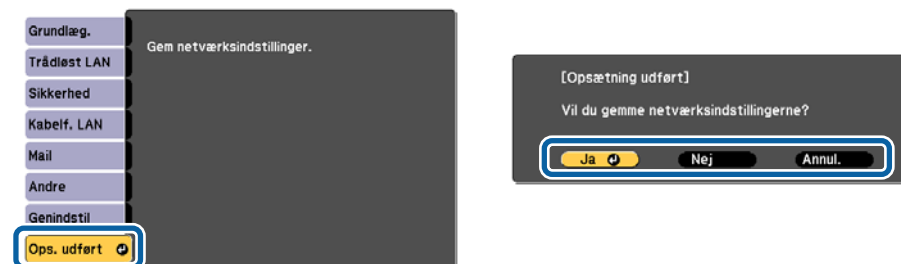 Grundlæg.
Trådløst LAN
Sikkerhed
Kabelf. LAN
Mail
Andre
Genindstil
Ops. udført
Gem netværksindstillinger.
[Opsætning udført]
Vil du gemme netværksindstillingerne?
Ja Nej Annul.